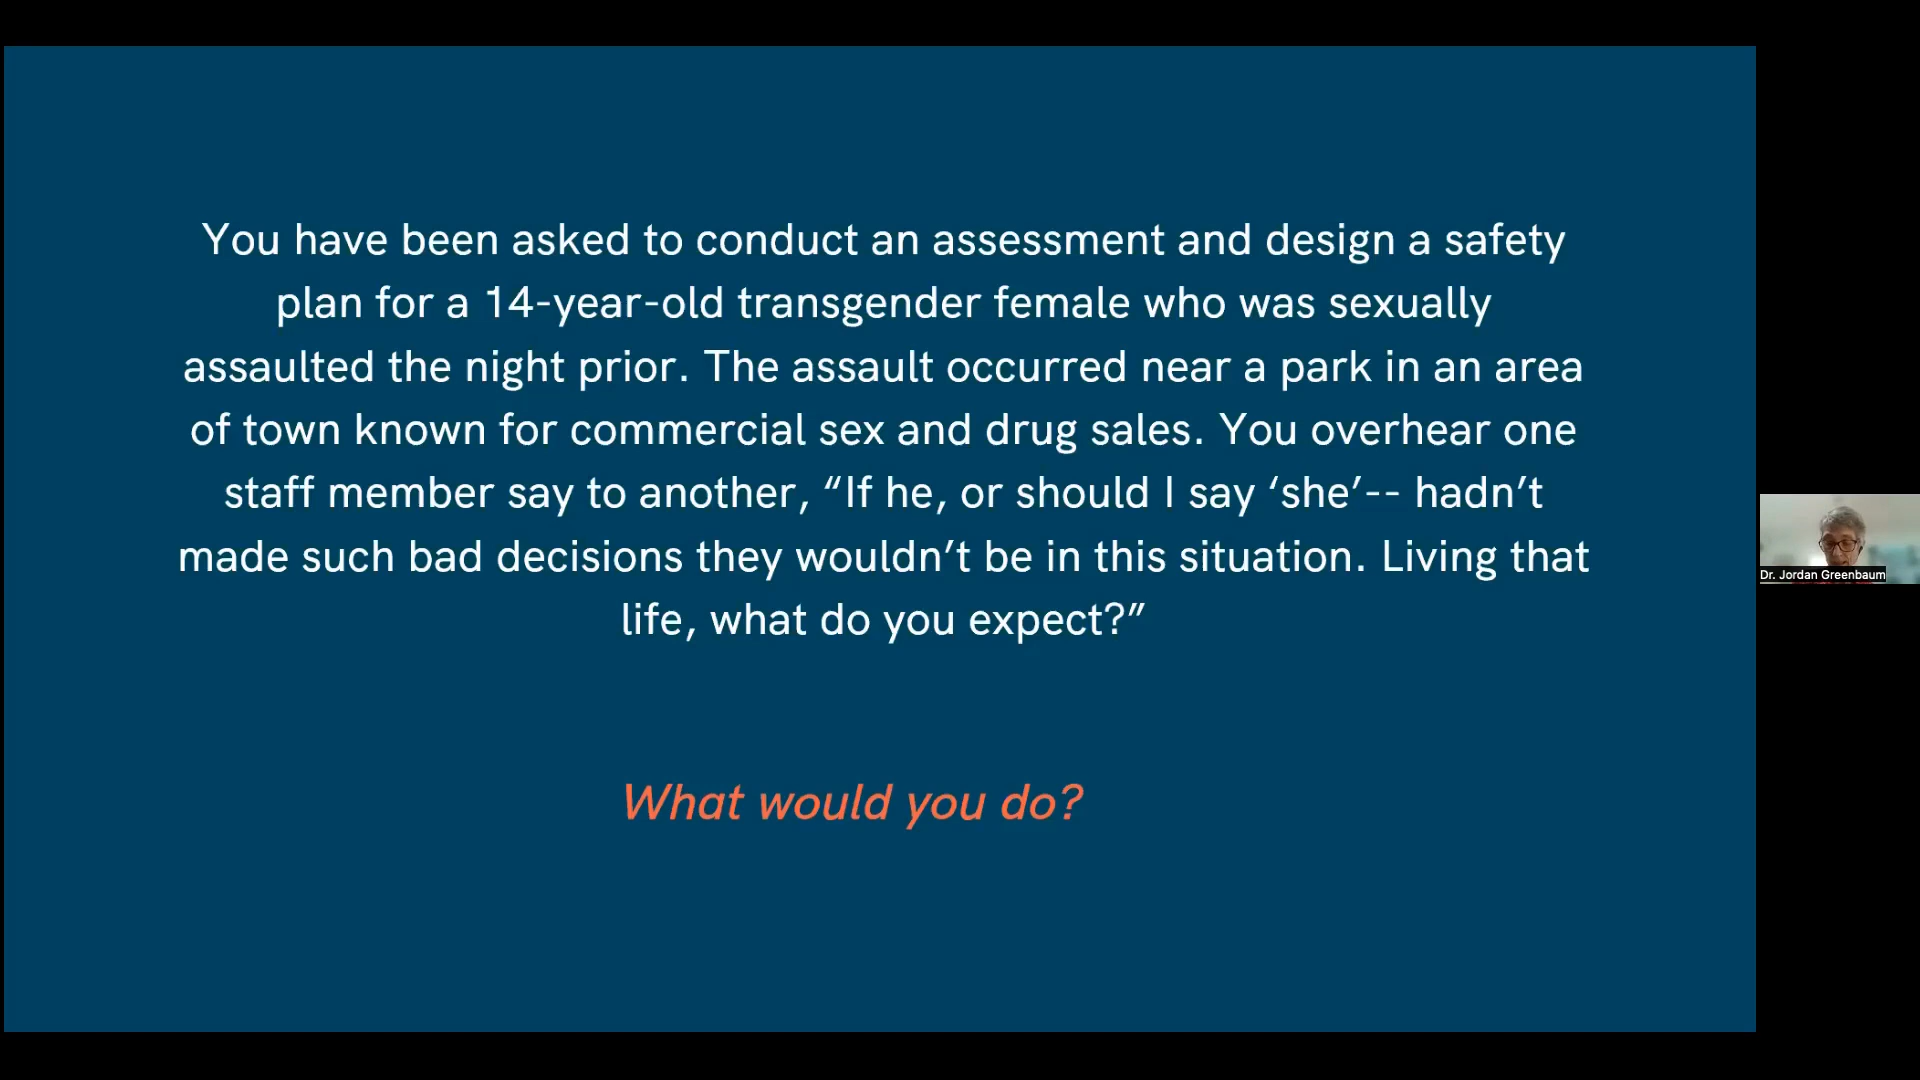 You have been asked to conduct an assessment and design a safety
plan for a 14-year-old transgender female who was sexually
assaulted the night prior. The assault occurred near a park in an area
of town known for commercial sex and drug sales. You overhear one
staff member say to another, “If he, or should I say ‘she’-- hadn’t
made such bad decisions they wouldn’t be in this situation. Living that
life, what do you expect?”
What would you do?
Dr. Jordan Greenbaum